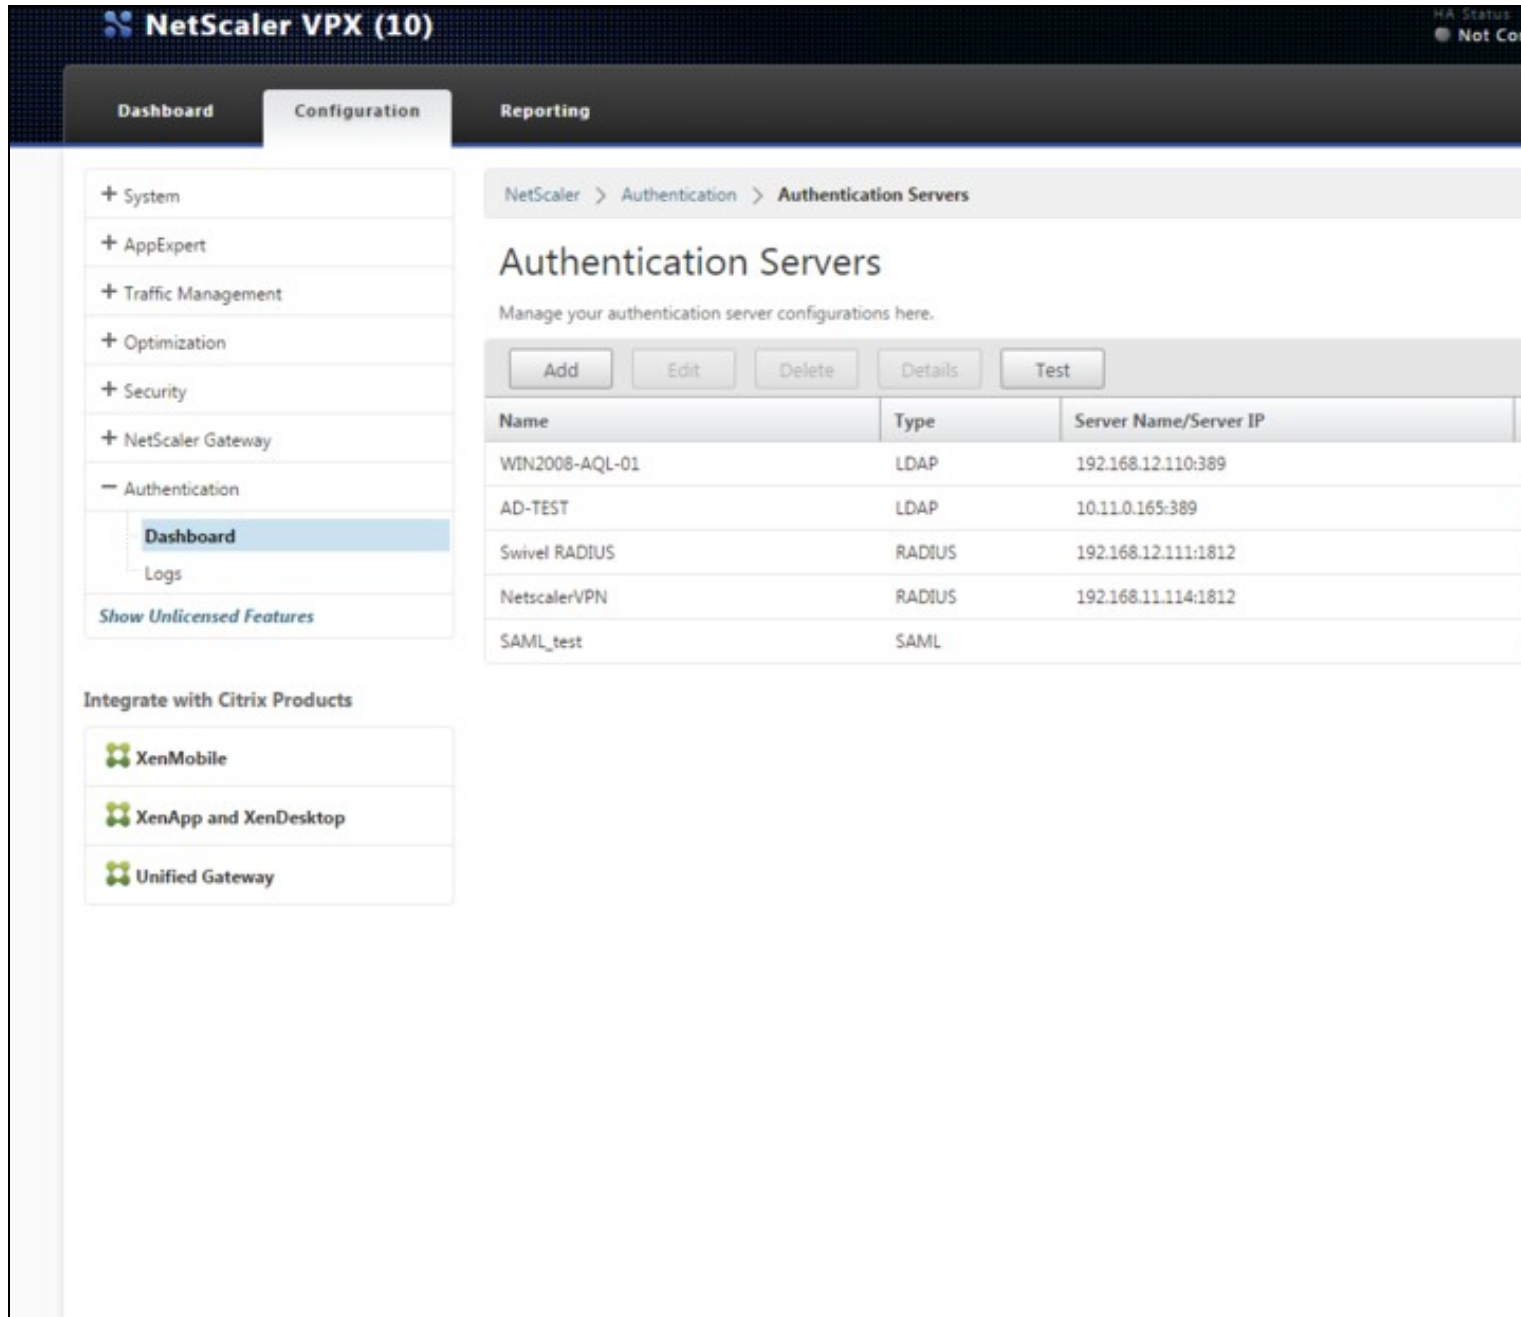 NetScaler VPX (10)
HA Status
Not Co
Dashboard
Configuration
Reporting
+ System
+ AppExpert
+ Traffic Management
+ Optimization
+ Security
+ NetScaler Gateway
− Authentication
Dashboard
Logs
Show Unlicensed Features
Integrate with Citrix Products
XenMobile
XenApp and XenDesktop
Unified Gateway
NetScaler > Authentication > Authentication Servers
Authentication Servers
Manage your authentication server configurations here.
Add Edit Delete Details Test
Name Type Server Name/Server IP
WIN2008-AQL-01 LDAP 192.168.12.110:389
AD-TEST LDAP 10.11.0.165:389
Swivel RADIUS RADIUS 192.168.12.111:1812
NetscalerVPN RADIUS 192.168.11.114:1812
SAML_test SAML